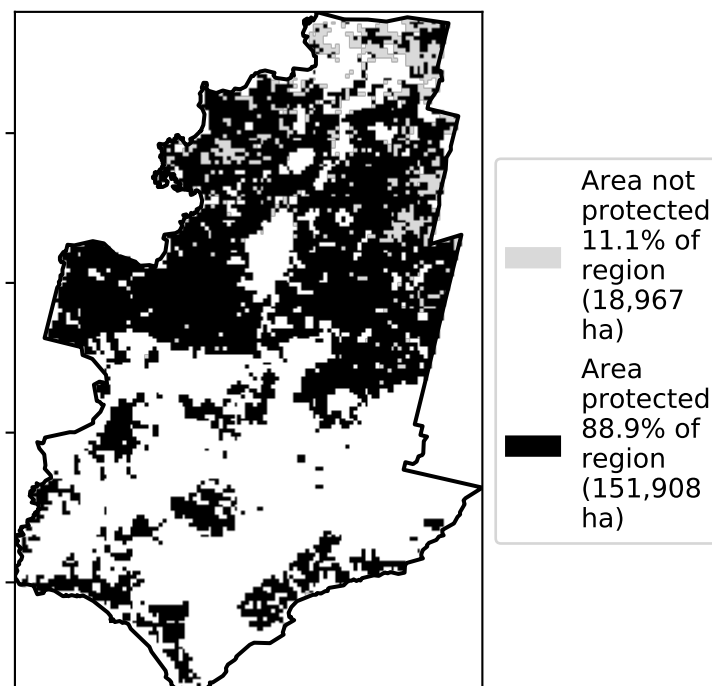 Area not
protected
11.1% of
region
(18,967
ha)
Area
protected
88.9% of
region
(151,908
ha)